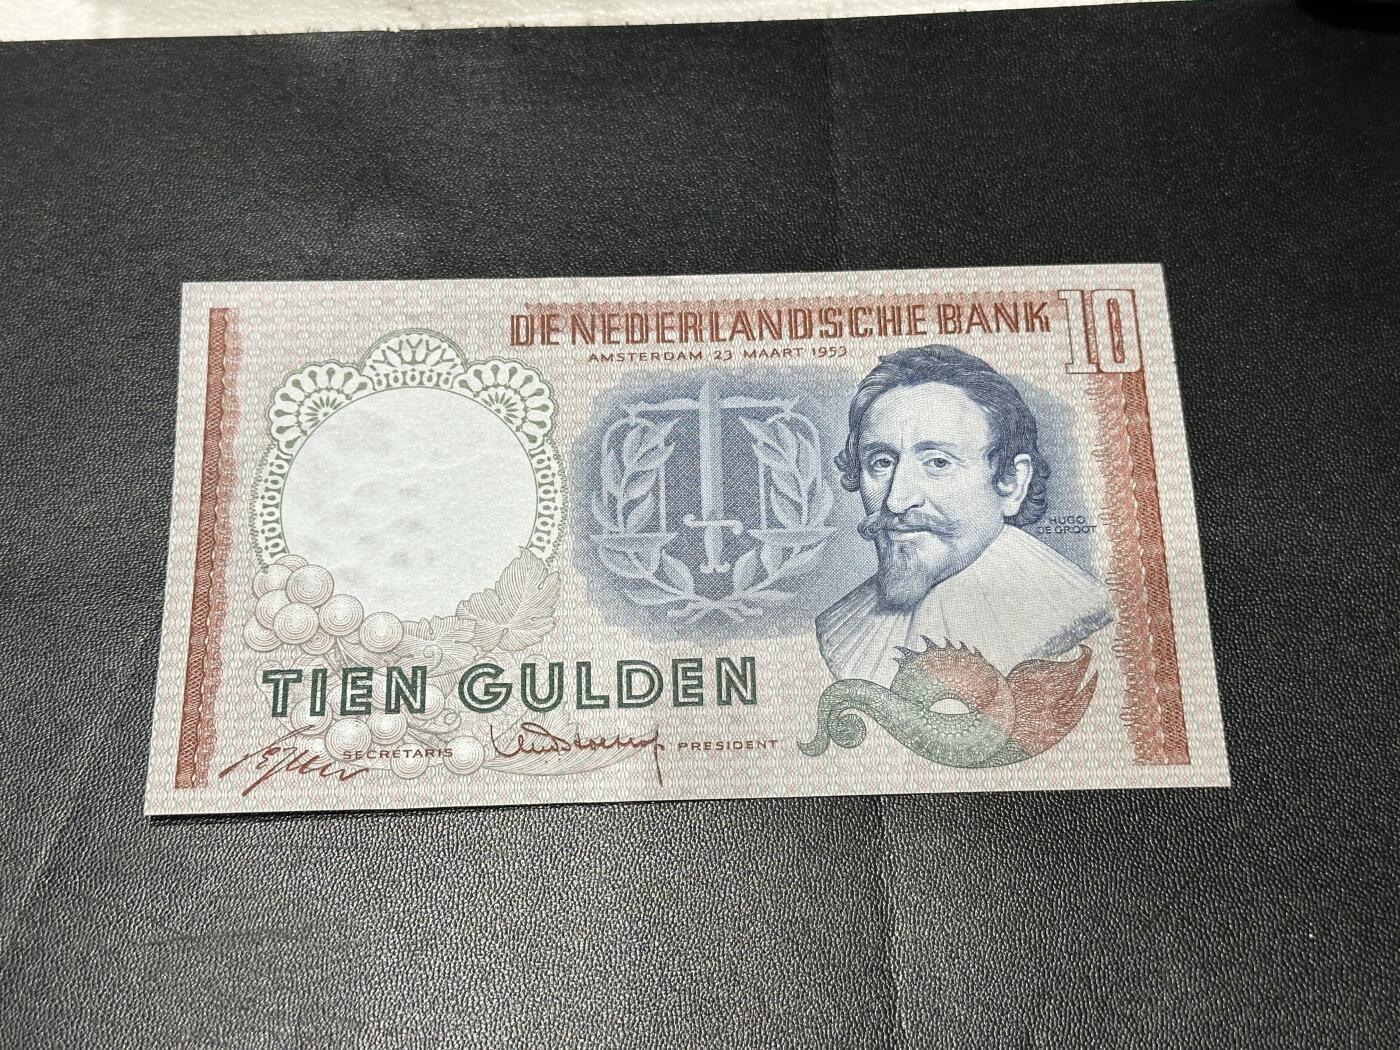 DE NEDERLANDSCHE BANK 10
AMSTERDAM 23 MAART 1953
HUGO
DE GROOT
TIEN GULDEN
SECRETARIS PRESIDENT